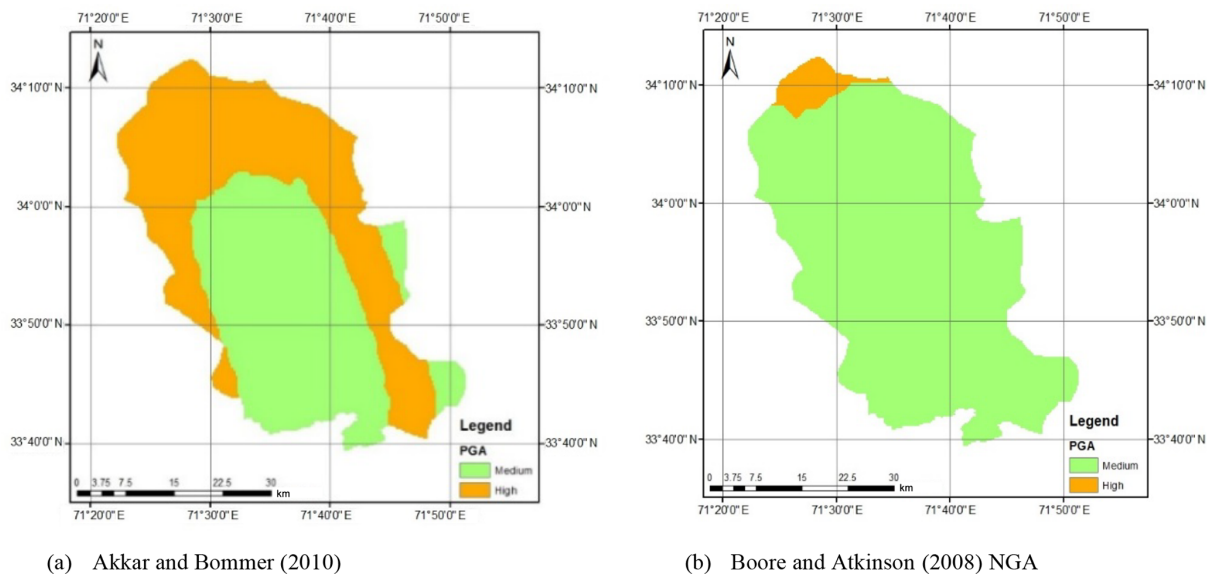 71°20'0"E 71°30'0"E 71°40'0"E 71°50'0"E
N
34°10'0"N 34°10'0"N
34°0'0"N 34°0'0"N
33°50'0"N 33°50'0"N
33°40'0"N 33°40'0"N
Legend
PGA
Medium
High
0 3.75 7.5 15 22.5 30 km
71°20'0"E 71°30'0"E 71°40'0"E 71°50'0"E
(a) Akkar and Bommer (2010)
71°20'0"E 71°30'0"E 71°40'0"E 71°50'0"E
N
34°10'0"N 34°10'0"N
34°0'0"N 34°0'0"N
33°50'0"N 33°50'0"N
33°40'0"N 33°40'0"N
Legend
PGA
Medium
High
0 3.75 7.5 15 22.5 30 km
71°20'0"E 71°30'0"E 71°40'0"E 71°50'0"E
(b) Boore and Atkinson (2008) NGA